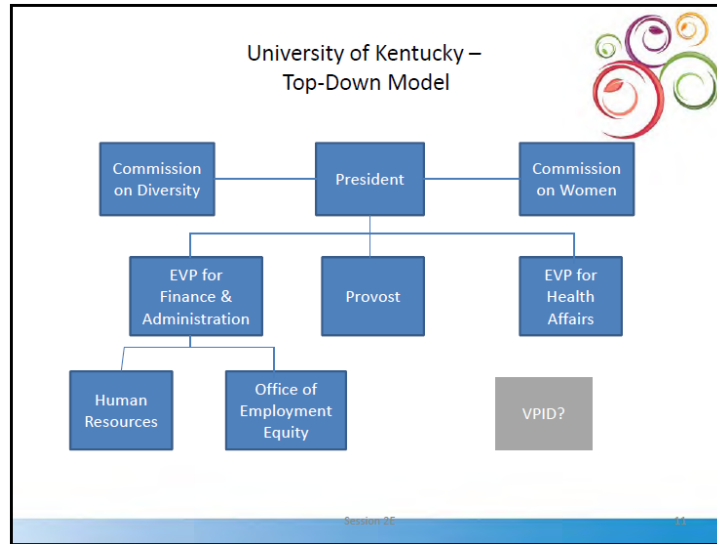 University of Kentucky –
Top-Down Model
Commission
on Diversity
President
Commission
on Women
EVP for
Finance &
Administration
Provost
EVP for
Health
Affairs
Human
Resources
Office of
Employment
Equity
VPID?
Session 2E
11